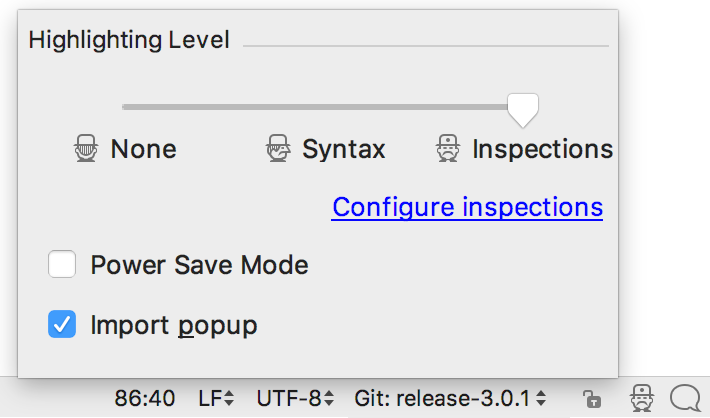 Highlighting Level
None Syntax Inspections
Configure inspections
Power Save Mode
Import popup
86:40 LF UTF-8 Git: release-3.0.1